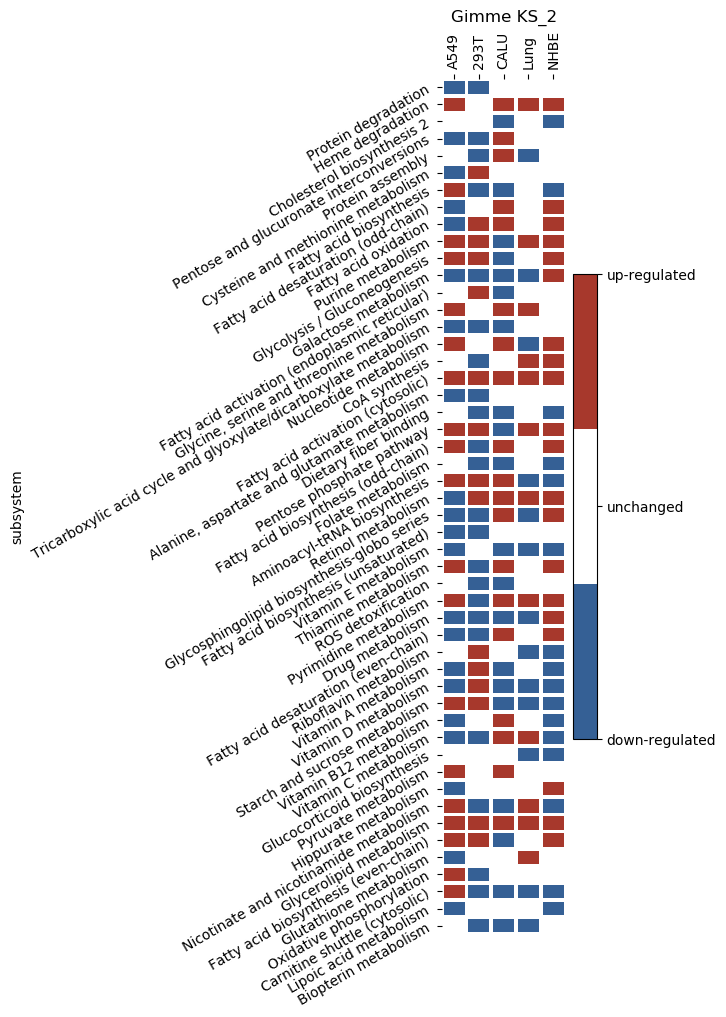 Gimme KS_2
A549
293T
CALU
Lung
NHBE
subsystem
Protein degradation
Heme degradation
Cholesterol biosynthesis 2
Pentose and glucuronate interconversions
Protein assembly
Cysteine and methionine metabolism
Fatty acid biosynthesis
Fatty acid desaturation (odd-chain)
Fatty acid oxidation
Purine metabolism
Glycolysis / Gluconeogenesis
Galactose metabolism
Fatty acid activation (endoplasmic reticular)
Glycine, serine and threonine metabolism
Tricarboxylic acid cycle and glyoxylate/dicarboxylate metabolism
Nucleotide metabolism
CoA synthesis
Fatty acid activation (cytosolic)
Alanine, aspartate and glutamate metabolism
Dietary fiber binding
Pentose phosphate pathway
Fatty acid biosynthesis (odd-chain)
Folate metabolism
Aminoacyl-tRNA biosynthesis
Retinol metabolism
Glycosphingolipid biosynthesis-globo series
Fatty acid biosynthesis (unsaturated)
Vitamin E metabolism
Thiamine metabolism
ROS detoxification
Pyrimidine metabolism
Drug metabolism
Fatty acid desaturation (even-chain)
Riboflavin metabolism
Vitamin A metabolism
Vitamin D metabolism
Starch and sucrose metabolism
Vitamin B12 metabolism
Vitamin C metabolism
Glucocorticoid biosynthesis
Pyruvate metabolism
Hippurate metabolism
Nicotinate and nicotinamide metabolism
Glycerolipid metabolism
Fatty acid biosynthesis (even-chain)
Glutathione metabolism
Oxidative phosphorylation
Carnitine shuttle (cytosolic)
Lipoic acid metabolism
Biopterin metabolism
up-regulated
unchanged
down-regulated